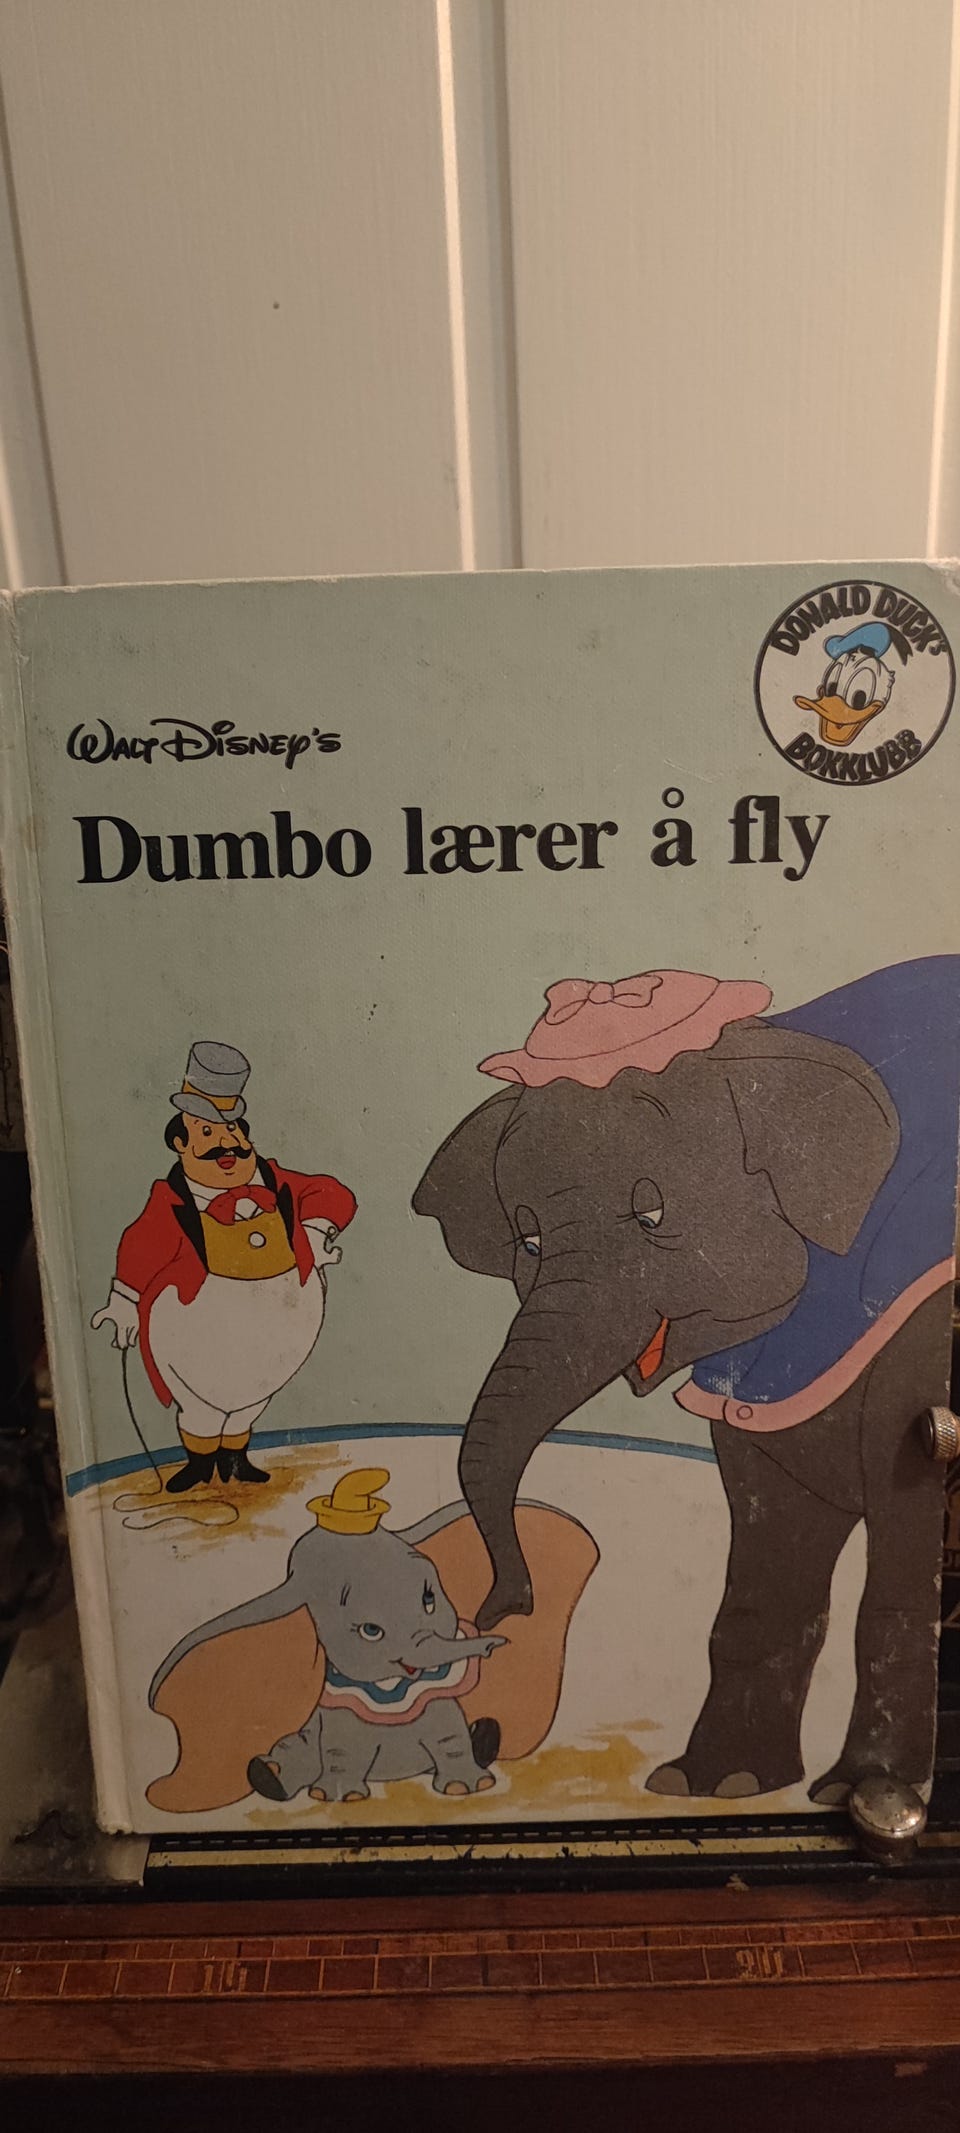 DONALD DUCK's
BOKKLUBB
WALT DISNEY'S
Dumbo lærer å fly